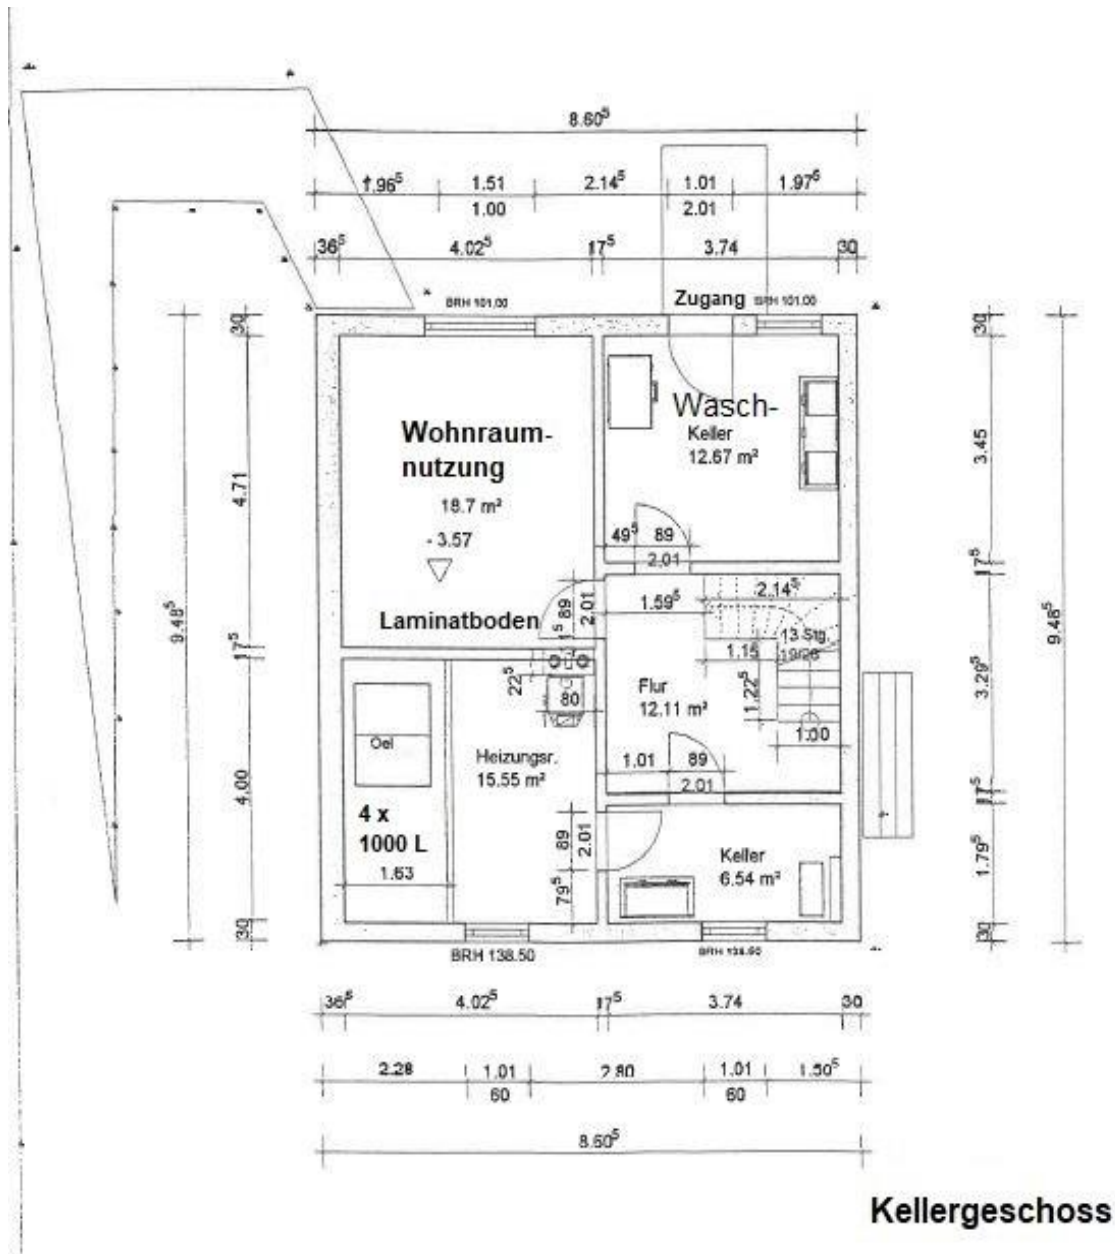 8.60⁵
1.96⁵ 1.51 2.14⁵ 1.01 1.97⁵
1.00 2.01
36⁵ 4.02⁵ 17⁵ 3.74 30
BRH 101.00 Zugang BRH 101.00
30 30
Wohnraum-
nutzung
18.7 m²
- 3.57
Laminatboden
Wasch-
Keller
12.67 m²
4.71 3.45
49⁵ 89
2.01
17⁵
89
2.01
1.59⁵ 2.14⁵
13 Stg.
19/26
1.15
1.22⁵
1.00
Flur
12.11 m²
9.48⁵ 9.48⁵
17⁵ 3.29⁵
22⁵
80
Oel
Heizungsr.
15.55 m²
4.00
4 x
1000 L
1.63
1.01 89
2.01
17⁵
89
2.01
79⁵
Keller
6.54 m²
1.79⁵
30 30
BRH 138.50 BRH 138.50
36⁵ 4.02⁵ 17⁵ 3.74 30
2.28 1.01 2.80 1.01 1.50⁵
60 60
8.60⁵
Kellergeschoss